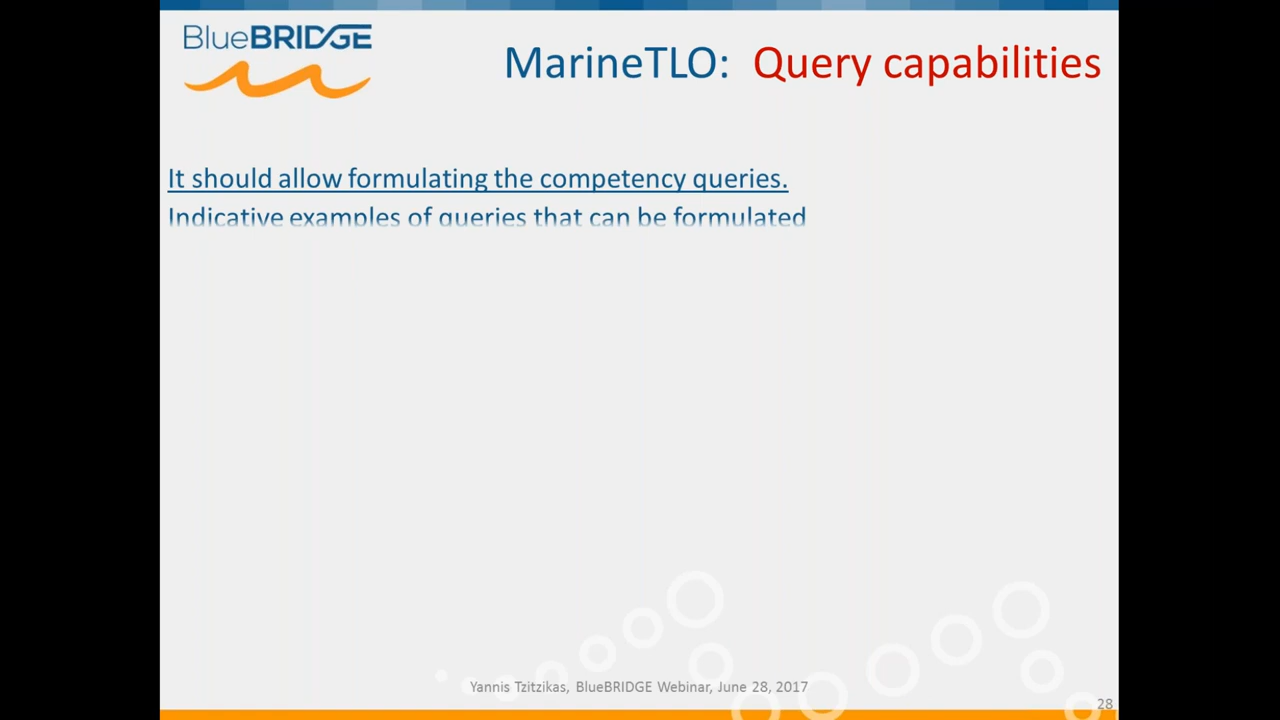 BlueBRIDGE
MarineTLO: Query capabilities
It should allow formulating the competency queries.
Indicative examples of queries that can be formulated
Yannis Tzitzikas, BlueBRIDGE Webinar, June 28, 2017
28